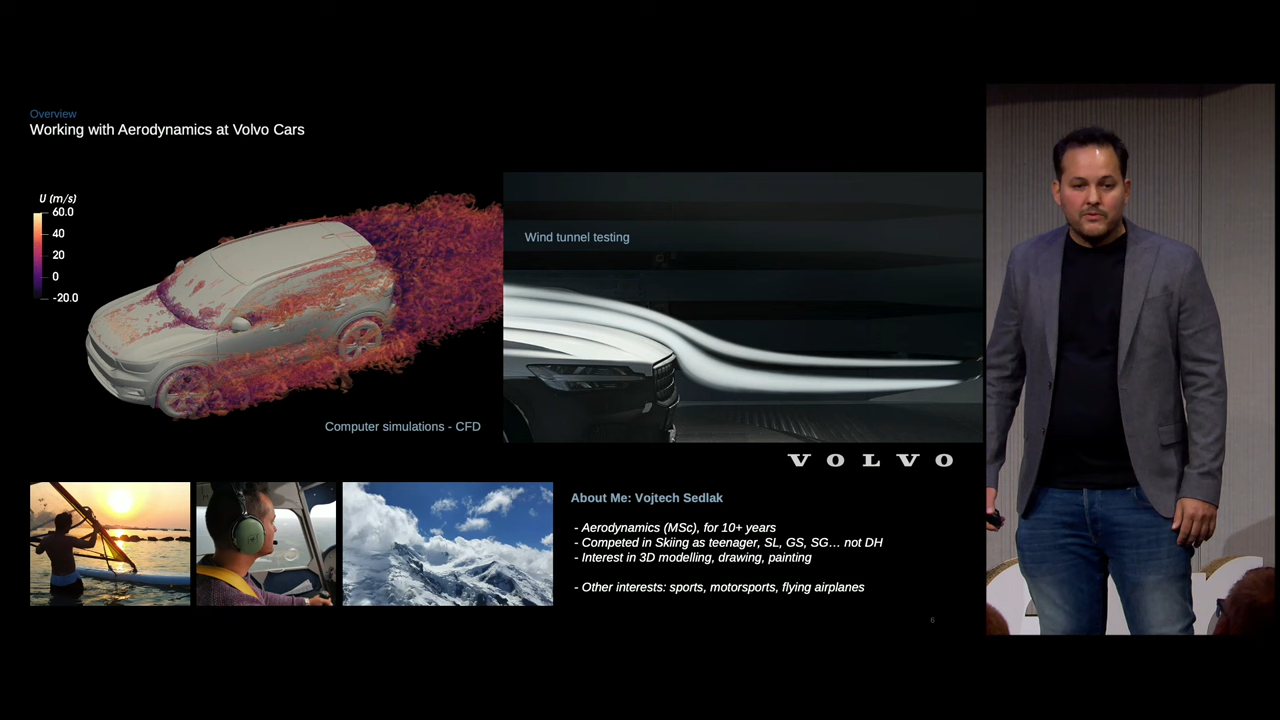 Overview
Working with Aerodynamics at Volvo Cars
U (m/s)
60.0
40
20
0
-20.0
Computer simulations - CFD
Wind tunnel testing
VOLVO
About Me: Vojtech Sedlak
- Aerodynamics (MSc), for 10+ years
- Competed in Skiing as teenager, SL, GS, SG... not DH
- Interest in 3D modelling, drawing, painting
- Other interests: sports, motorsports, flying airplanes
6